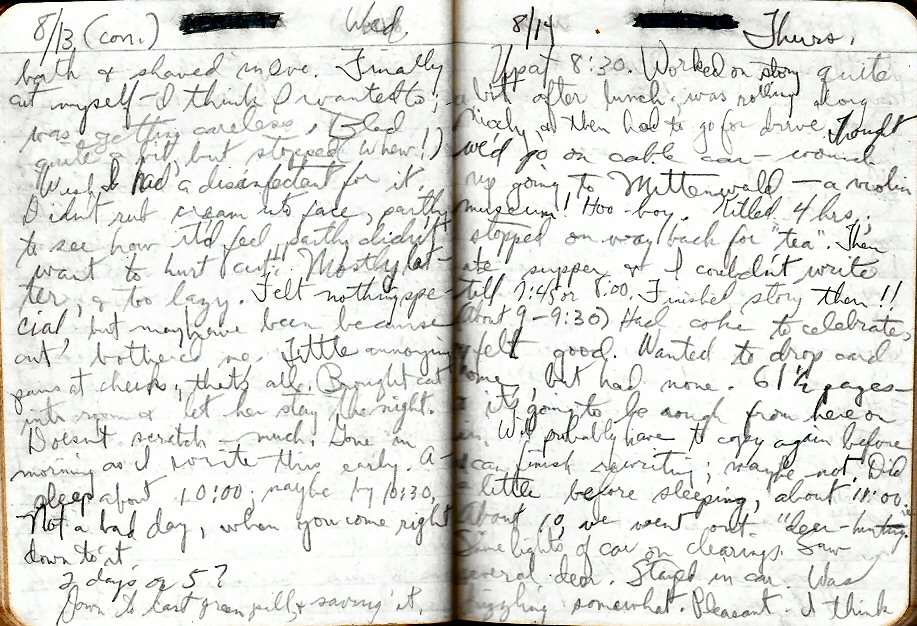 8/13 (con.) Wed.
bath & shaved more. Finally
cut myself - I think I wanted to;
was getting careless. Bled
quite a bit, but stopped (whew!)
Wish I had a disinfectant for it.
Didn't rub cream into face, partly
to see how it'd feel, partly didn't
want to hurt "cut". Mostly lat-
ter, & too lazy. Felt nothing spe-
cial, but may have been because
cut bothered me. Little annoying
pains at cheek, that's all. Brought cat
into room & let her stay the night.
Doesn't scratch - much. Gone in
morning as I write this early. A-
sleep about 10:00, maybe by 10:30,
Not a bad day, when you come right
down to it.
2 days or 5?
Down to last green pill, & saving it.
8/14 Thurs.
Up at 8:30. Worked on story quite
a bit after lunch, was rolling along
nicely, & then had to go for drive. Thought
we'd go on cable car - wound
up going to Mittenwald - a violin
museum! Hoo-boy. Killed 4 hrs.;
stopped on way back for "tea". Then
ate supper & I couldn't write
till 7:45 or 8:00. Finished story then!!
(About 9-9:30) Had coke to celebrate,
felt good. Wanted to drop card
home, but had none. 61 1/2 pages -
& it's going to be rough from here on
in. Will probably have to copy again before
I can finish rewriting; maybe not. Did
a little before sleeping, about 11:00.
About 10, we went out "deer-hunting".
Shine lights of car on clearings. Saw
several deer. Stayed in car. Was
drizzling somewhat. Pleasant. I think